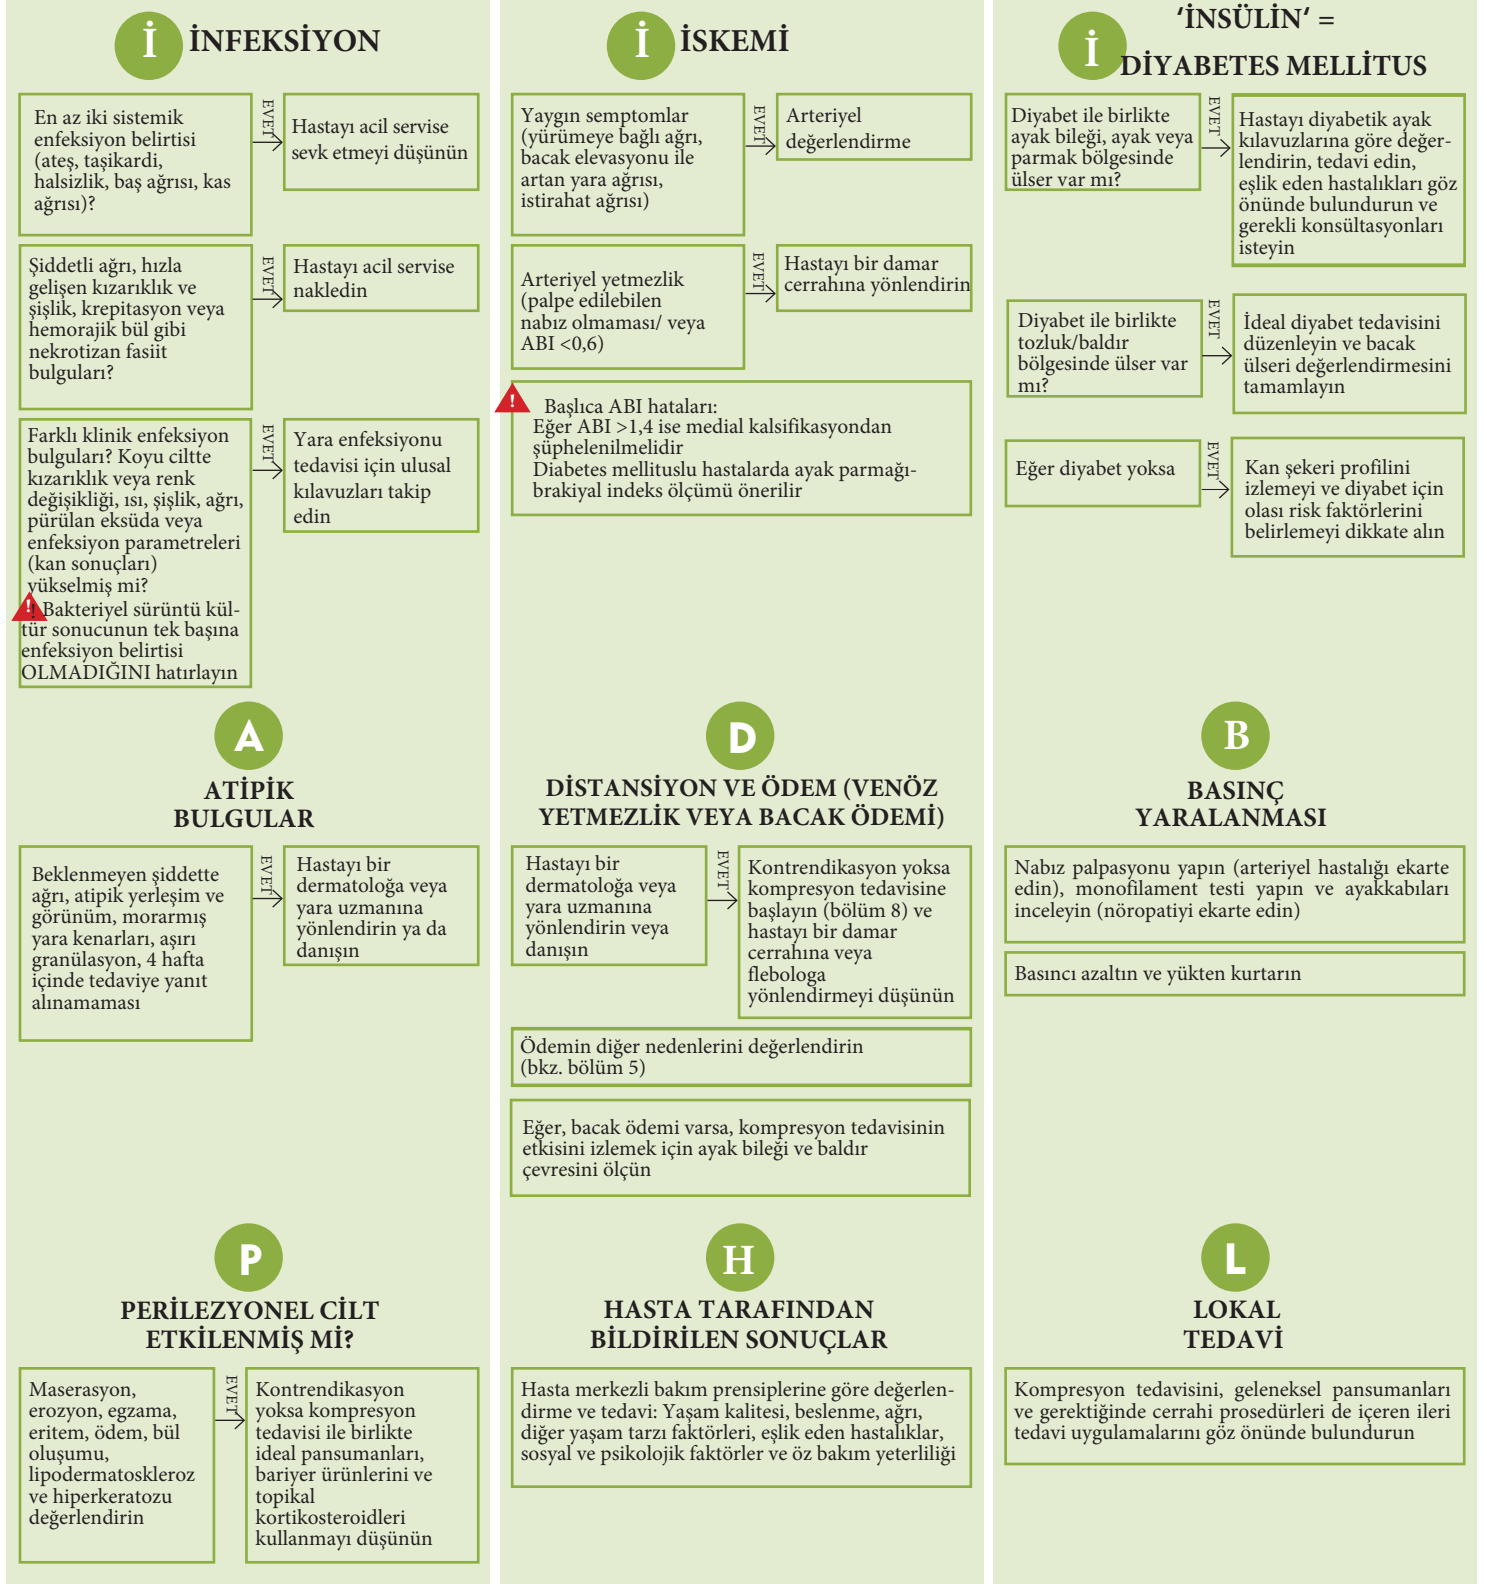 İ
İNFEKSİYON
En az iki sistemik
enfeksiyon belirtisi
(ateş, taşikardi,
halsizlik, baş ağrısı, kas
ağrısı)?
EVET
Hastayı acil servise
sevk etmeyi düşünün
Şiddetli ağrı, hızla
gelişen kızarıklık ve
şişlik, krepitasyon veya
hemorajik bül gibi
nekrotizan fasiit
bulguları?
EVET
Hastayı acil servise
nakledin
Farklı klinik enfeksiyon
bulguları? Koyu ciltte
kızarıklık veya renk
değişikliği, ısı, şişlik, ağrı,
pürülan eksüda veya
enfeksiyon parametreleri
(kan sonuçları)
yükselmiş mi?
! Bakteriyel sürüntü kül-
tür sonucunun tek başına
enfeksiyon belirtisi
OLMADIĞINI hatırlayın
EVET
Yara enfeksiyonu
tedavisi için ulusal
kılavuzları takip
edin
İ
İSKEMİ
Yaygın semptomlar
(yürümeye bağlı ağrı,
bacak elevasyonu ile
artan yara ağrısı,
istirahat ağrısı)
EVET
Arteriyel
değerlendirme
Arteriyel yetmezlik
(palpe edilebilen
nabız olmaması/ veya
ABI <0,6)
EVET
Hastayı bir damar
cerrahına yönlendirin
! Başlıca ABI hataları:
Eğer ABI >1,4 ise medial kalsifikasyondan
şüphelenilmelidir
Diabetes mellituslu hastalarda ayak parmağı-
brakiyal indeks ölçümü önerilir
İ
‘İNSÜLİN‘ =
DİYABETES MELLİTUS
Diyabet ile birlikte
ayak bileği, ayak veya
parmak bölgesinde
ülser var mı?
EVET
Hastayı diyabetik ayak
kılavuzlarına göre değer-
lendirin, tedavi edin,
eşlik eden hastalıkları göz
önünde bulundurun ve
gerekli konsültasyonları
isteyin
Diyabet ile birlikte
tozluk/baldır
bölgesinde ülser var
mı?
EVET
İdeal diyabet tedavisini
düzenleyin ve bacak
ülseri değerlendirmesini
tamamlayın
Eğer diyabet yoksa
EVET
Kan şekeri profilini
izlemeyi ve diyabet için
olası risk faktörlerini
belirlemeyi dikkate alın
A
ATİPİK
BULGULAR
Beklenmeyen şiddette
ağrı, atipik yerleşim ve
görünüm, morarmış
yara kenarları, aşırı
granülasyon, 4 hafta
içinde tedaviye yanıt
alınamaması
EVET
Hastayı bir
dermatoloğa veya
yara uzmanına
yönlendirin ya da
danışın
D
DİSTANSİYON VE ÖDEM (VENÖZ
YETMEZLİK VEYA BACAK ÖDEMİ)
Hastayı bir
dermatoloğa veya
yara uzmanına
yönlendirin veya
danışın
EVET
Kontrendikasyon yoksa
kompresyon tedavisine
başlayın (bölüm 8) ve
hastayı bir damar
cerrahına veya
flebologa
yönlendirmeyi düşünün
Ödemin diğer nedenlerini değerlendirin
(bkz. bölüm 5)
Eğer, bacak ödemi varsa, kompresyon tedavisinin
etkisini izlemek için ayak bileği ve baldır
çevresini ölçün
B
BASINÇ
YARALANMASI
Nabız palpasyonu yapın (arteriyel hastalığı ekarte
edin), monofilament testi yapın ve ayakkabıları
inceleyin (nöropatiyi ekarte edin)
Basıncı azaltın ve yükten kurtarın
P
PERİLEZYONEL CİLT
ETKİLENMİŞ Mİ?
Maserasyon,
erozyon, egzama,
eritem, ödem, bül
oluşumu,
lipodermatoskleroz
ve hiperkeratozu
değerlendirin
EVET
Kontrendikasyon
yoksa kompresyon
tedavisi ile birlikte
ideal pansumanları,
bariyer ürünlerini ve
topikal
kortikosteroidleri
kullanmayı düşünün
H
HASTA TARAFINDAN
BİLDİRİLEN SONUÇLAR
Hasta merkezli bakım prensiplerine göre değerlen-
dirme ve tedavi: Yaşam kalitesi, beslenme, ağrı,
diğer yaşam tarzı faktörleri, eşlik eden hastalıklar,
sosyal ve psikolojik faktörler ve öz bakım yeterliliği
L
LOKAL
TEDAVİ
Kompresyon tedavisini, geleneksel pansumanları
ve gerektiğinde cerrahi prosedürleri de içeren ileri
tedavi uygulamalarını göz önünde bulundurun